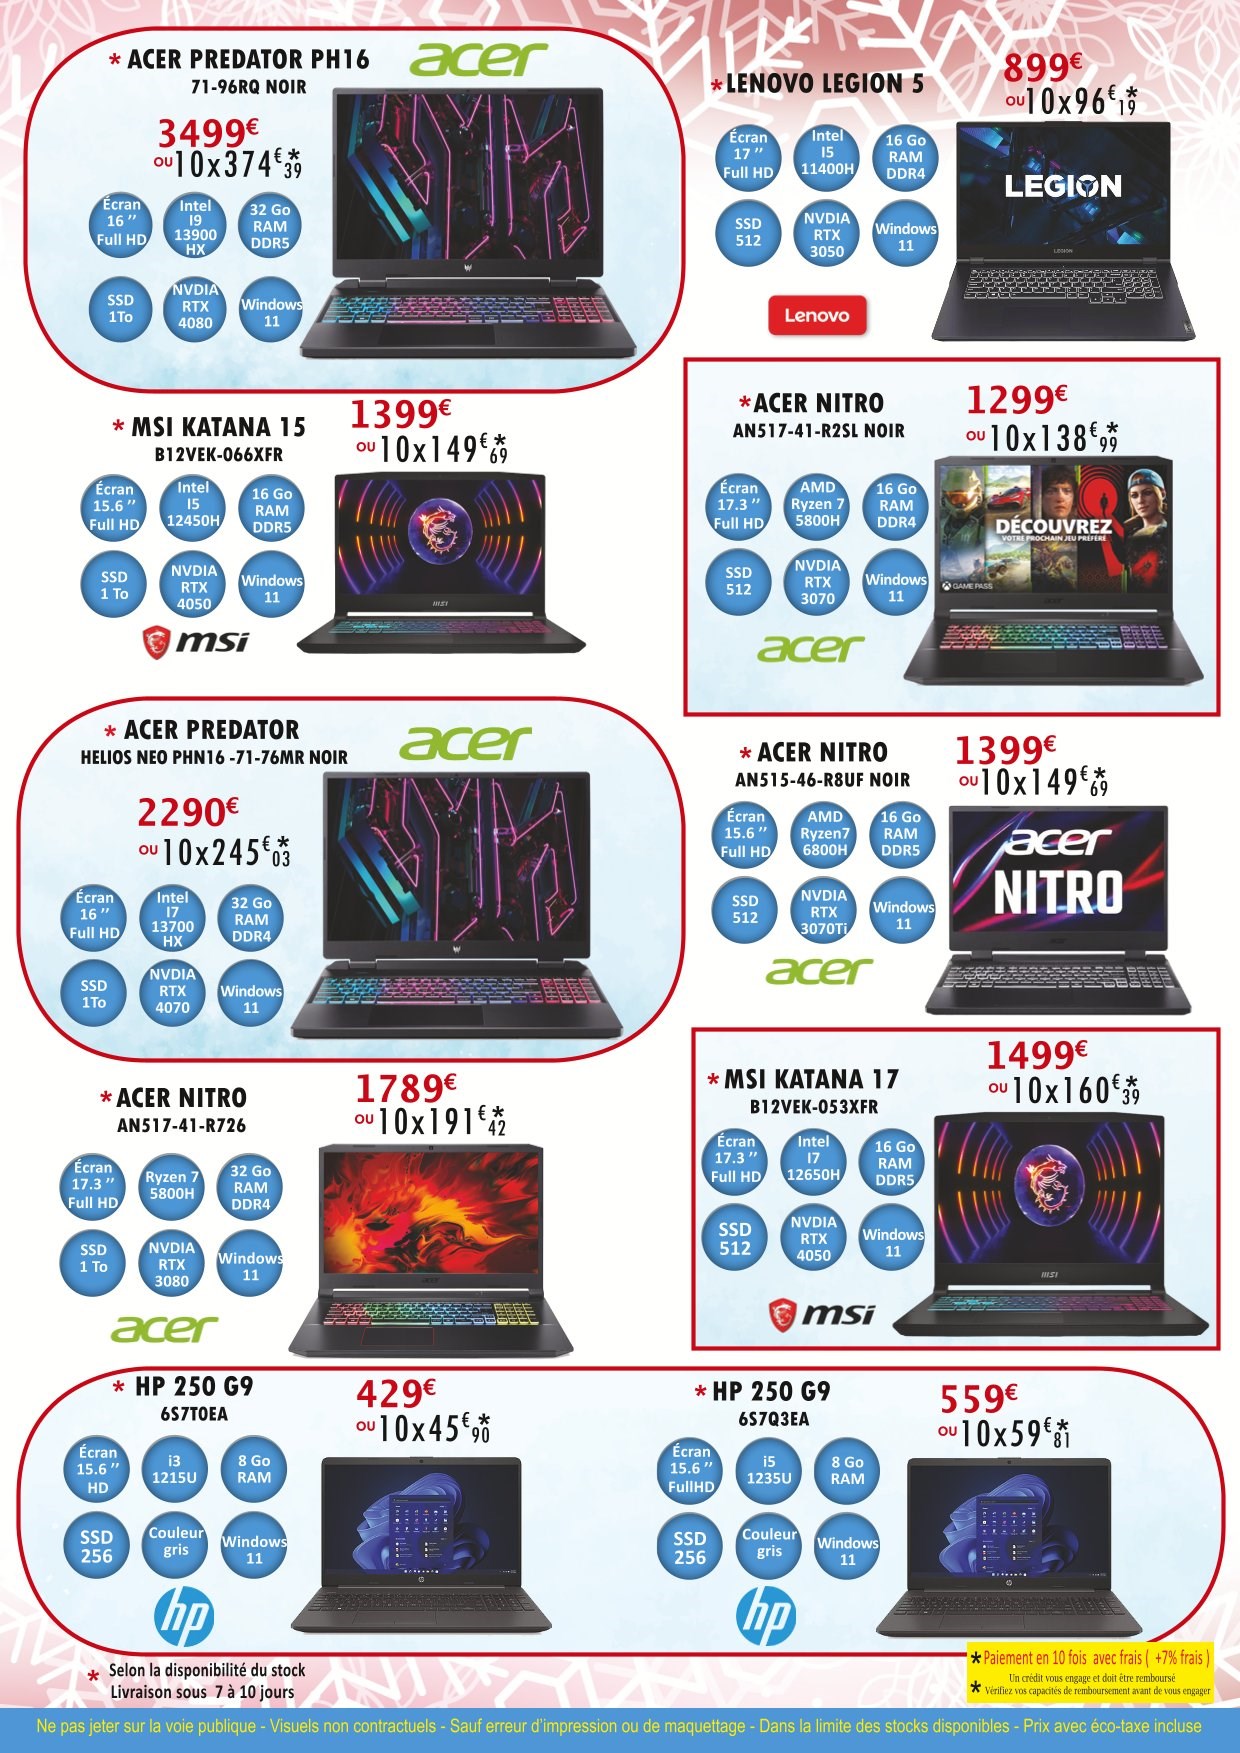 * ACER PREDATOR PH16
71-96RQ NOIR
acer
3499€
OU 10x374€*39
Écran
16 ’’
Full HD
Intel
I9
13900
HX
32 Go
RAM
DDR5
SSD
1To
NVDIA
RTX
4080
Windows
11
* LENOVO LEGION 5
899€
OU 10x96€*19
Écran
17 ’’
Full HD
Intel
I5
11400H
16 Go
RAM
DDR4
SSD
512
NVDIA
RTX
3050
Windows
11
LEGION
LEGION
Lenovo
* MSI KATANA 15
B12VEK-066XFR
1399€
OU 10x149€*69
Écran
15.6 ’’
Full HD
Intel
I5
12450H
16 Go
RAM
DDR5
SSD
1 To
NVDIA
RTX
4050
Windows
11
msi
msi
* ACER NITRO
AN517-41-R2SL NOIR
1299€
OU 10x138€*99
Écran
17.3 ’’
Full HD
AMD
Ryzen 7
5800H
16 Go
RAM
DDR4
SSD
512
NVDIA
RTX
3070
Windows
11
DÉCOUVREZ
VOTRE PROCHAIN JEU PRÉFÉRÉ
GAME PASS
acer
acer
* ACER PREDATOR
HELIOS NEO PHN16 -71-76MR NOIR
acer
2290€
OU 10x245€*03
Écran
16 ’’
Full HD
Intel
I7
13700
HX
32 Go
RAM
DDR4
SSD
1To
NVDIA
RTX
4070
Windows
11
* ACER NITRO
AN515-46-R8UF NOIR
1399€
OU 10x149€*69
Écran
15.6 ’’
Full HD
AMD
Ryzen7
6800H
16 Go
RAM
DDR5
SSD
512
NVDIA
RTX
3070Ti
Windows
11
acer
NITRO
acer
* ACER NITRO
AN517-41-R726
1789€
OU 10x191€*42
Écran
17.3 ’’
Full HD
Ryzen 7
5800H
32 Go
RAM
DDR4
SSD
1 To
NVDIA
RTX
3080
Windows
11
acer
acer
* MSI KATANA 17
B12VEK-053XFR
1499€
OU 10x160€*39
Écran
17.3 ’’
Full HD
Intel
I7
12650H
16 Go
RAM
DDR5
SSD
512
NVDIA
RTX
4050
Windows
11
msi
msi
* HP 250 G9
6S7T0EA
429€
OU 10x45€*90
Écran
15.6 ’’
HD
i3
1215U
8 Go
RAM
SSD
256
Couleur
gris
Windows
11
hp
* HP 250 G9
6S7Q3EA
559€
OU 10x59€*81
Écran
15.6 ’’
FullHD
i5
1235U
8 Go
RAM
SSD
256
Couleur
gris
Windows
11
hp
* Selon la disponibilité du stock
Livraison sous 7 à 10 jours
* Paiement en 10 fois avec frais ( +7% frais )
Un crédit vous engage et doit être remboursé
* Vérifiez vos capacités de remboursement avant de vous engager
Ne pas jeter sur la voie publique - Visuels non contractuels - Sauf erreur d’impression ou de maquettage - Dans la limite des stocks disponibles - Prix avec éco-taxe incluse